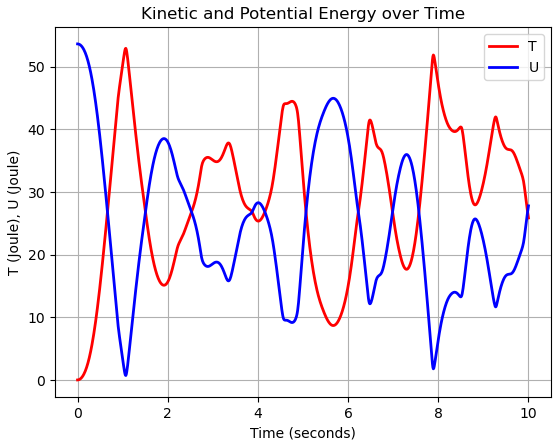 Kinetic and Potential Energy over Time
T (Joule), U (Joule)
50
40
30
20
10
0
T
U
0 2 4 6 8 10
Time (seconds)